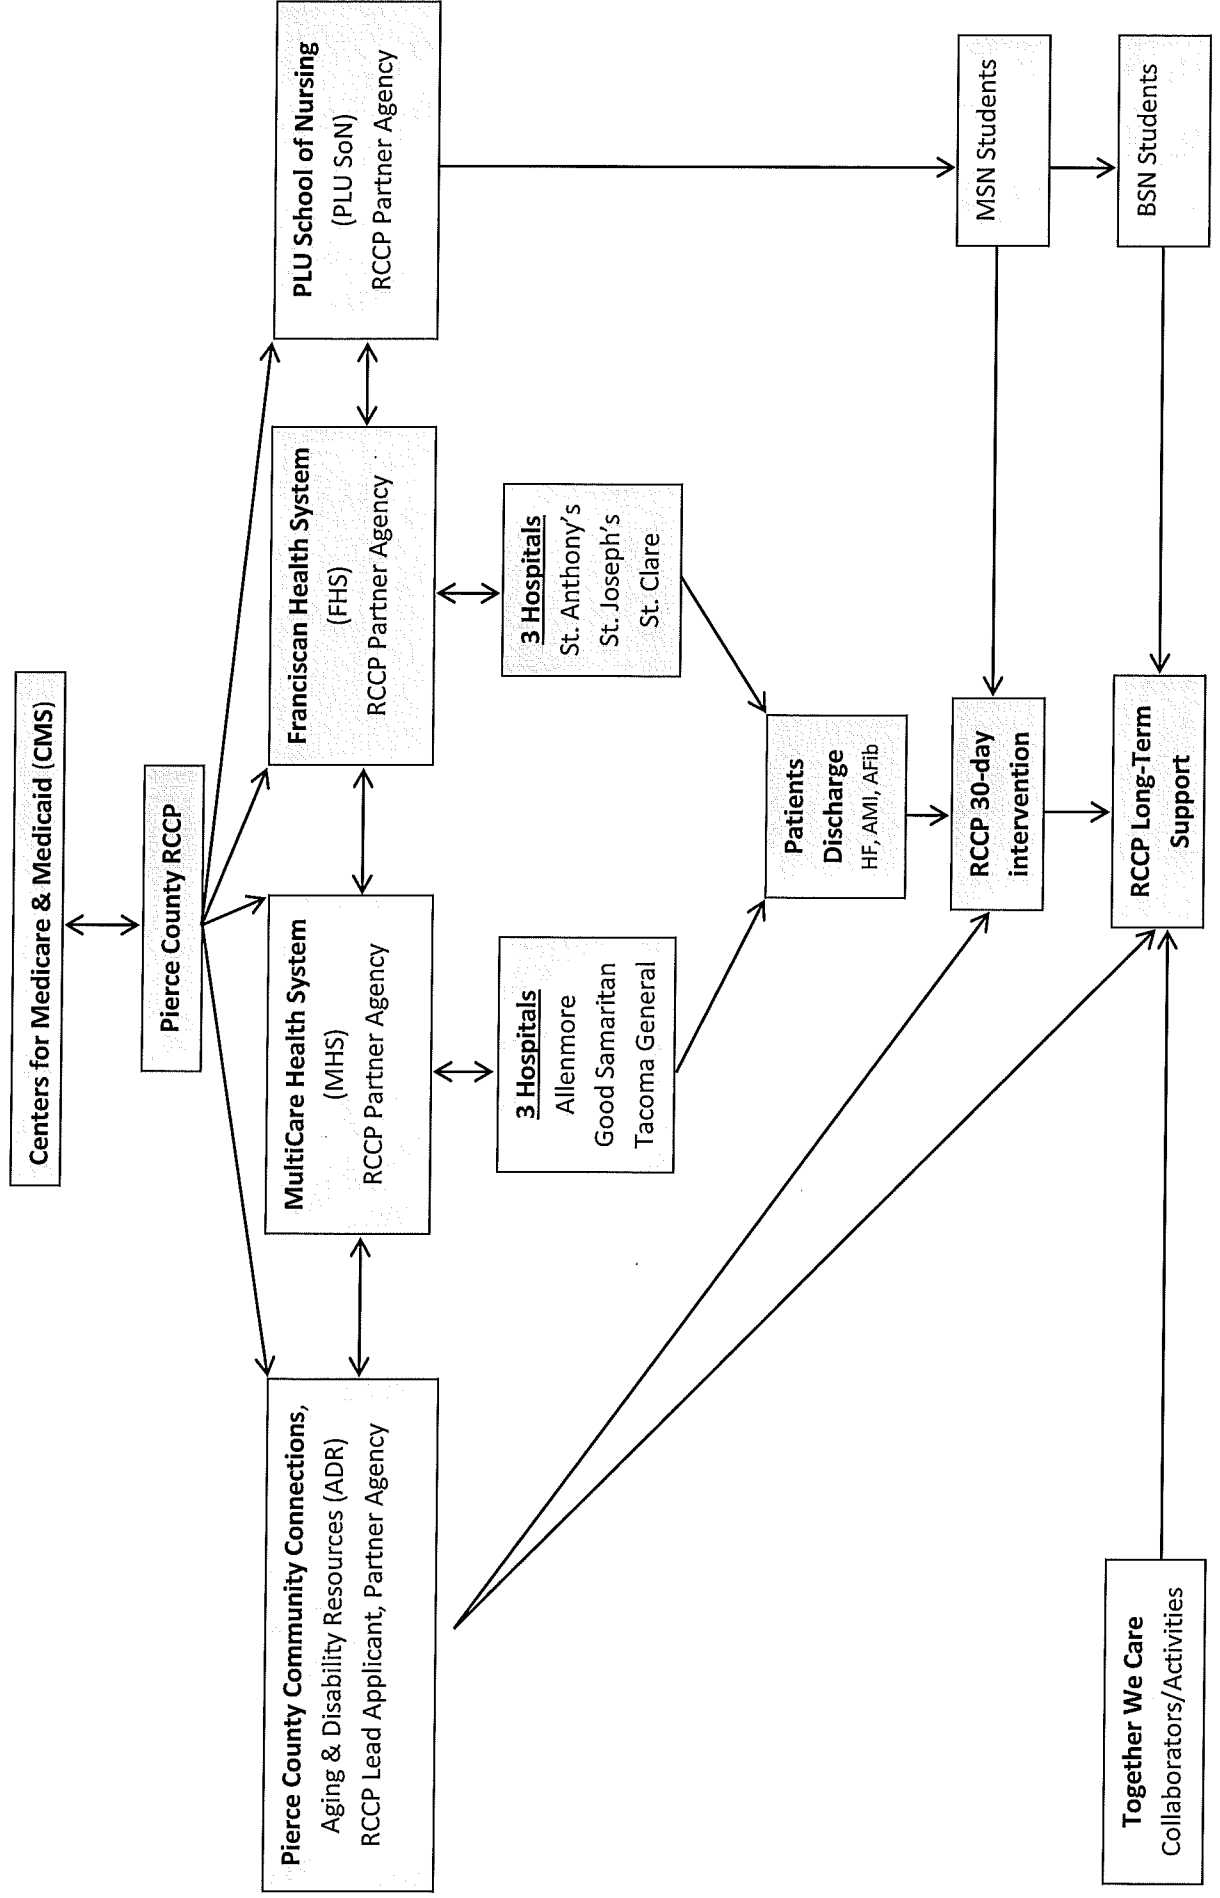 Centers for Medicare & Medicaid (CMS)
Pierce County RCCP
Pierce County Community Connections,
Aging & Disability Resources (ADR)
RCCP Lead Applicant, Partner Agency
MultiCare Health System
(MHS)
RCCP Partner Agency
Franciscan Health System
(FHS)
RCCP Partner Agency
PLU School of Nursing
(PLU SoN)
RCCP Partner Agency
3 Hospitals
Allenmore
Good Samaritan
Tacoma General
3 Hospitals
St. Anthony's
St. Joseph's
St. Clare
Patients
Discharge
HF, AMI, AFib
RCCP 30-day
intervention
MSN Students
Together We Care
Collaborators/Activities
RCCP Long-Term
Support
BSN Students